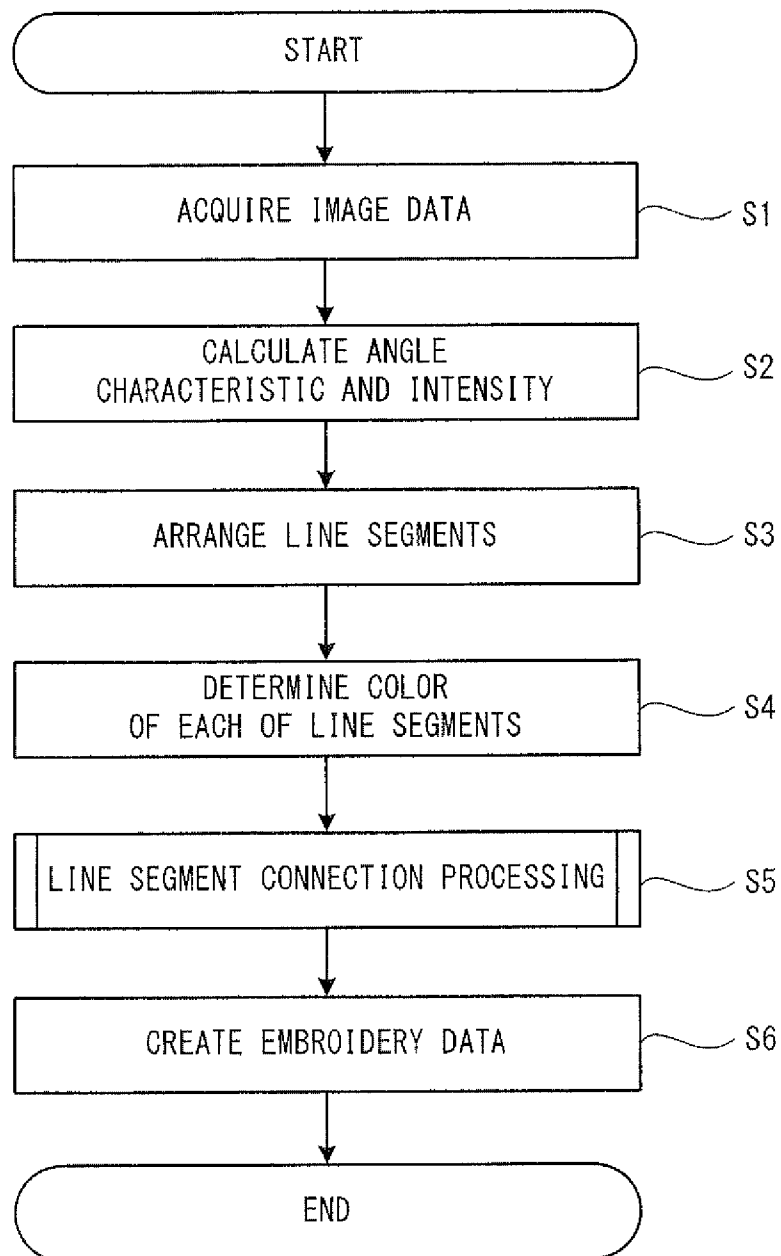 START
ACQUIRE IMAGE DATA
S1
CALCULATE ANGLE
CHARACTERISTIC AND INTENSITY
S2
ARRANGE LINE SEGMENTS
S3
DETERMINE COLOR
OF EACH OF LINE SEGMENTS
S4
LINE SEGMENT CONNECTION PROCESSING
S5
CREATE EMBROIDERY DATA
S6
END